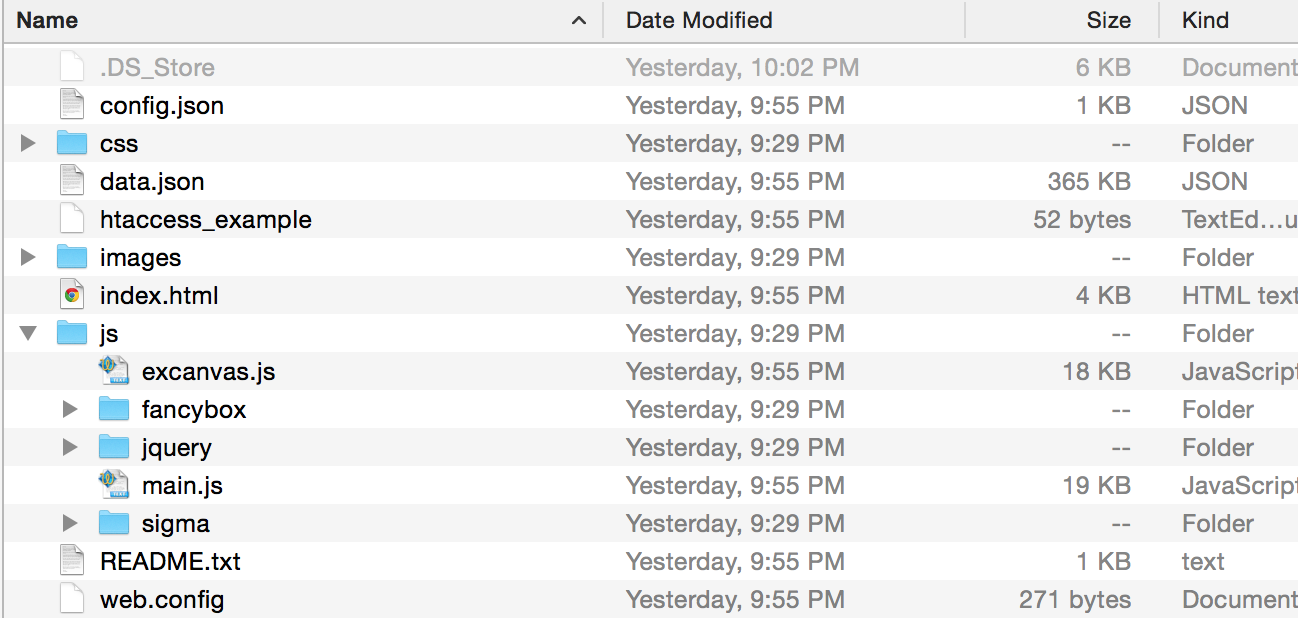 Name Date Modified Size Kind
.DS_Store Yesterday, 10:02 PM 6 KB Document
config.json Yesterday, 9:55 PM 1 KB JSON
css Yesterday, 9:29 PM -- Folder
data.json Yesterday, 9:55 PM 365 KB JSON
htaccess_example Yesterday, 9:55 PM 52 bytes TextEd...u
images Yesterday, 9:29 PM -- Folder
index.html Yesterday, 9:55 PM 4 KB HTML text
js Yesterday, 9:29 PM -- Folder
excanvas.js Yesterday, 9:55 PM 18 KB JavaScript
fancybox Yesterday, 9:29 PM -- Folder
jquery Yesterday, 9:29 PM -- Folder
main.js Yesterday, 9:55 PM 19 KB JavaScript
sigma Yesterday, 9:29 PM -- Folder
README.txt Yesterday, 9:55 PM 1 KB text
web.config Yesterday, 9:55 PM 271 bytes Document